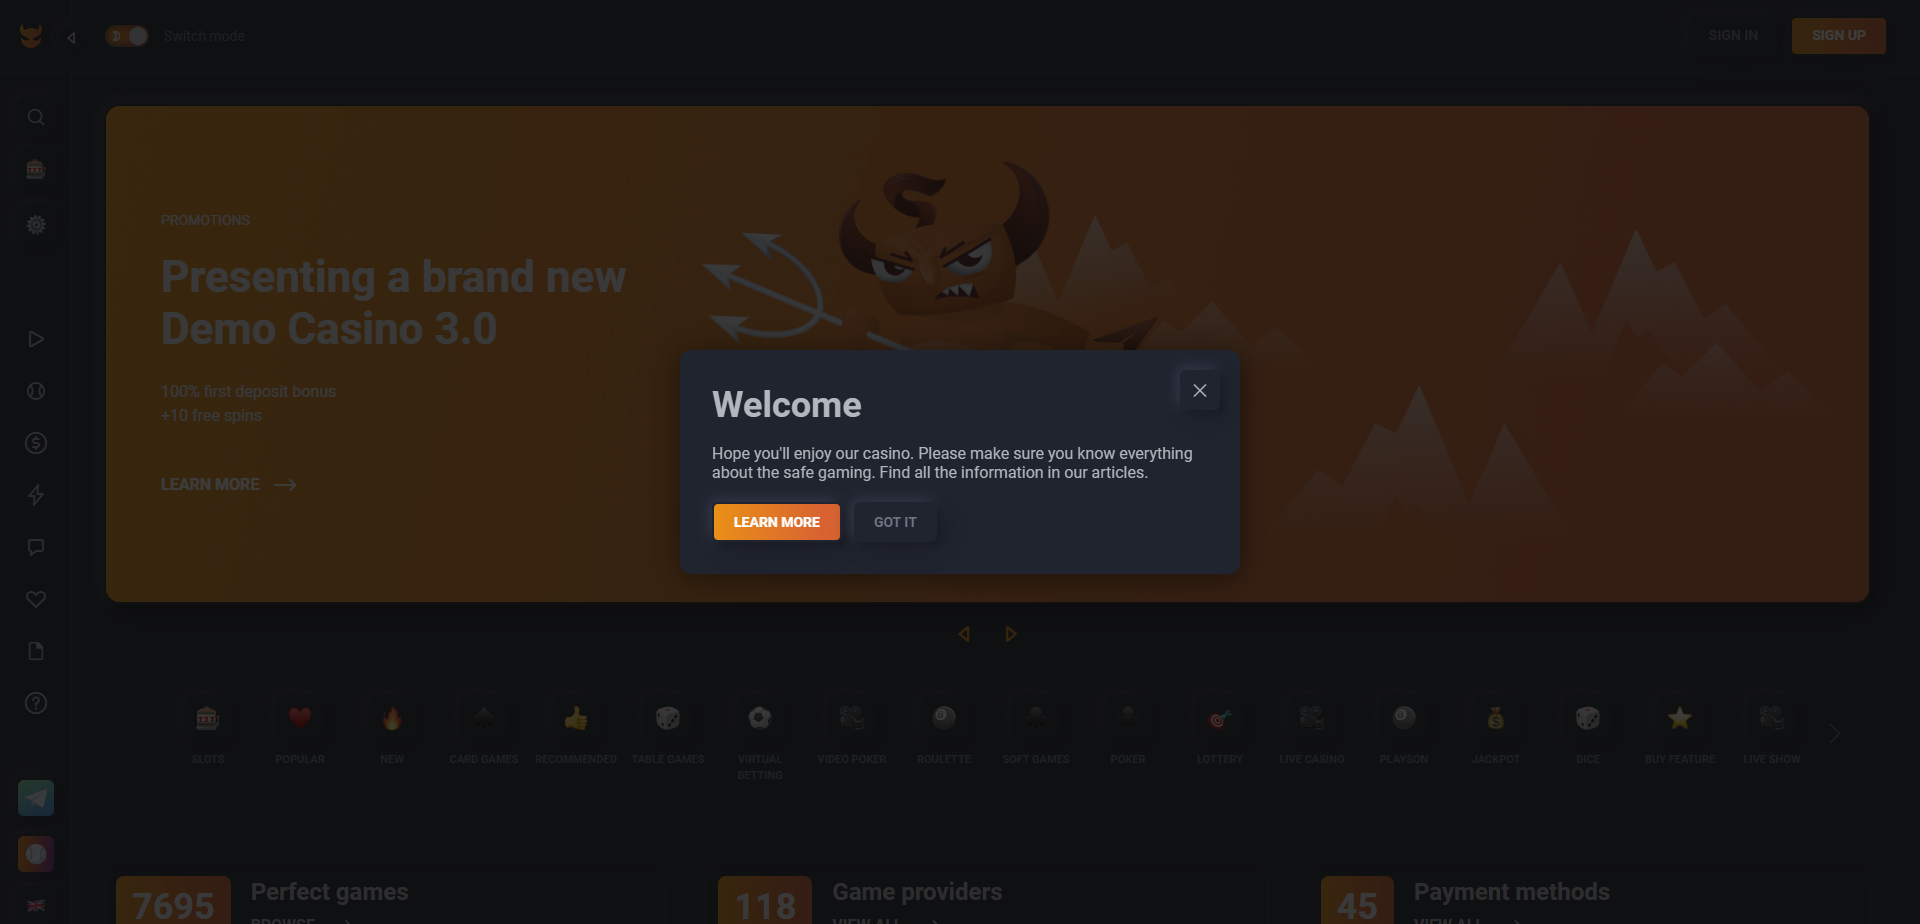 Switch mode
SIGN IN
SIGN UP
PROMOTIONS
Presenting a brand new
Demo Casino 3.0
100% first deposit bonus
+10 free spins
LEARN MORE
Welcome
Hope you'll enjoy our casino. Please make sure you know everything
about the safe gaming. Find all the information in our articles.
LEARN MORE
GOT IT
SLOTS
POPULAR
NEW
CARD GAMES
RECOMMENDED
TABLE GAMES
VIRTUAL
BETTING
VIDEO POKER
ROULETTE
SOFT GAMES
POKER
LOTTERY
LIVE CASINO
PLAYSON
JACKPOT
DICE
BUY FEATURE
LIVE SHOW
7695
Perfect games
BROWSE
118
Game providers
VIEW ALL
45
Payment methods
VIEW ALL